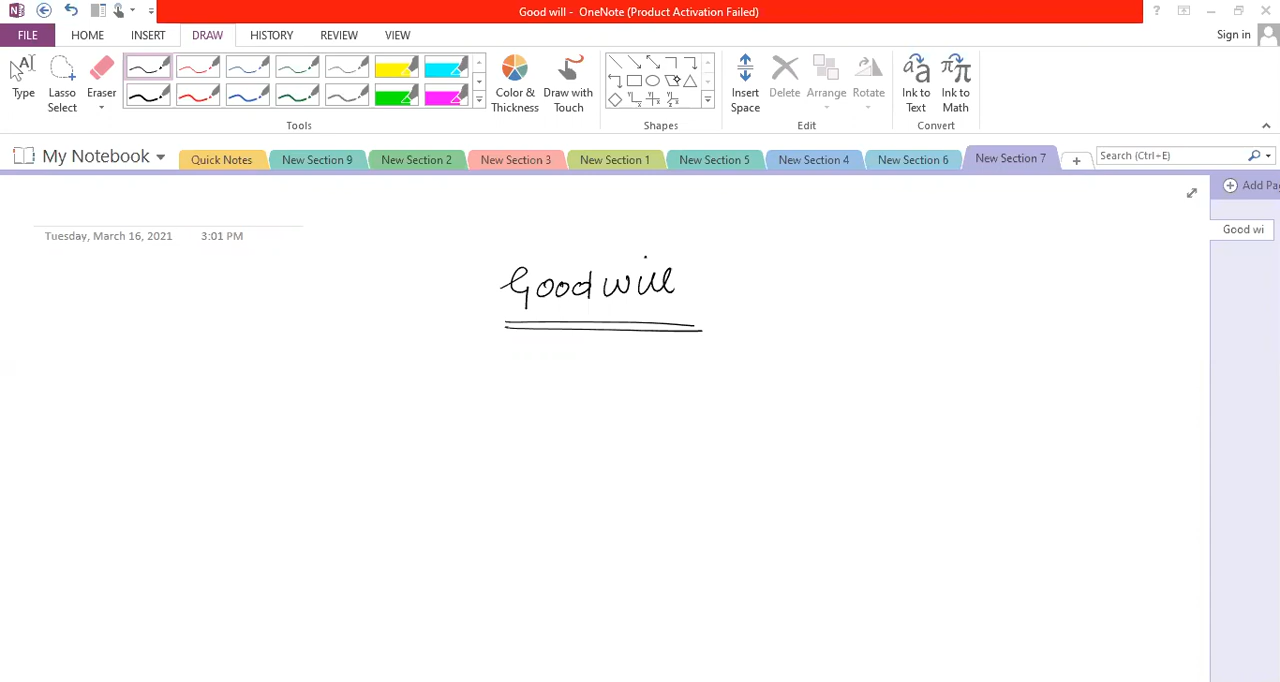 Good will - OneNote (Product Activation Failed)
?
FILE HOME INSERT DRAW HISTORY REVIEW VIEW Sign in
Type Lasso Select Eraser Color & Thickness Draw with Touch Insert Space Delete Arrange Rotate Ink to Text Ink to Math
Tools Shapes Edit Convert
My Notebook Quick Notes New Section 9 New Section 2 New Section 3 New Section 1 New Section 5 New Section 4 New Section 6 New Section 7 Search (Ctrl+E)
Add Pa
Good wi
Tuesday, March 16, 2021 3:01 PM
Good will